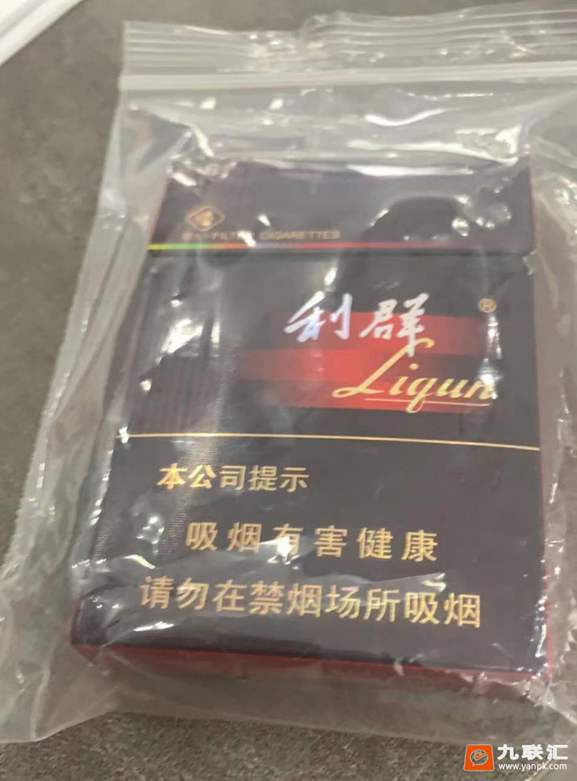 FILTER CIGARETTES
利群®
Liqun
本公司提示
吸烟有害健康
请勿在禁烟场所吸烟
九联汇
www.yanpk.com